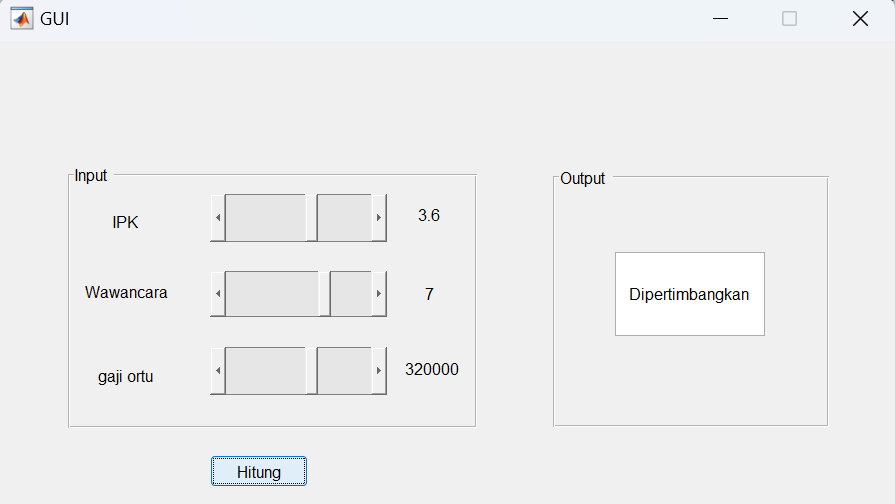 GUI
Input
IPK
3.6
Wawancara
7
gaji ortu
320000
Hitung
Output
Dipertimbangkan